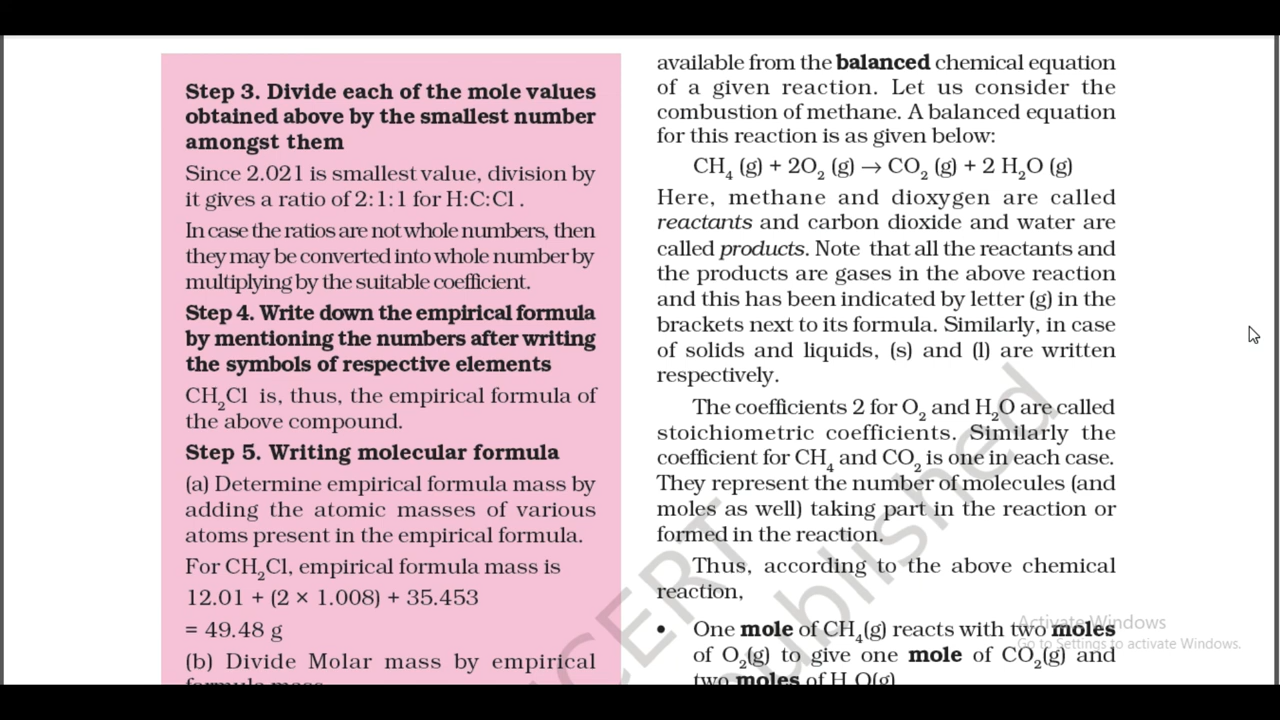 Step 3. Divide each of the mole values
obtained above by the smallest number
amongst them
Since 2.021 is smallest value, division by
it gives a ratio of 2:1:1 for H:C:Cl .
In case the ratios are not whole numbers, then
they may be converted into whole number by
multiplying by the suitable coefficient.
Step 4. Write down the empirical formula
by mentioning the numbers after writing
the symbols of respective elements
CH₂Cl is, thus, the empirical formula of
the above compound.
Step 5. Writing molecular formula
(a) Determine empirical formula mass by
adding the atomic masses of various
atoms present in the empirical formula.
For CH₂Cl, empirical formula mass is
12.01 + (2 × 1.008) + 35.453
= 49.48 g
(b) Divide Molar mass by empirical
formula mass
available from the balanced chemical equation
of a given reaction. Let us consider the
combustion of methane. A balanced equation
for this reaction is as given below:
CH₄ (g) + 2O₂ (g) → CO₂ (g) + 2 H₂O (g)
Here, methane and dioxygen are called
reactants and carbon dioxide and water are
called products. Note that all the reactants and
the products are gases in the above reaction
and this has been indicated by letter (g) in the
brackets next to its formula. Similarly, in case
of solids and liquids, (s) and (l) are written
respectively.
The coefficients 2 for O₂ and H₂O are called
stoichiometric coefficients. Similarly the
coefficient for CH₄ and CO₂ is one in each case.
They represent the number of molecules (and
moles as well) taking part in the reaction or
formed in the reaction.
Thus, according to the above chemical
reaction,
• One mole of CH₄(g) reacts with two moles
of O₂(g) to give one mole of CO₂(g) and
two moles of H₂O(g)
Activate Windows
Go to Settings to activate Windows.
NCERT
published